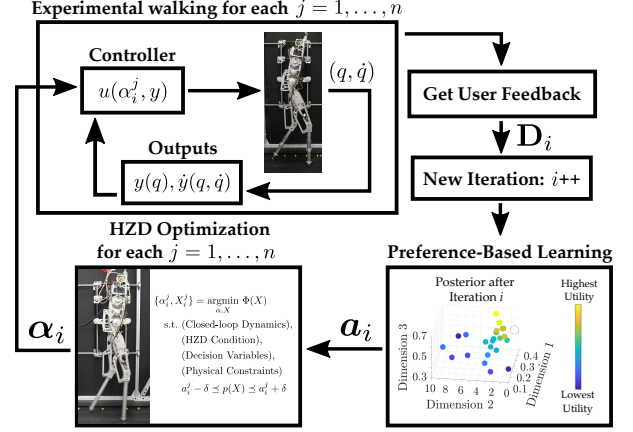 Experimental walking for each j = 1, . . . , n
Controller
u(α_i^j, y)
(q, q̇)
Outputs
y(q), ẏ(q, q̇)
Get User Feedback
D_i
New Iteration: i++
HZD Optimization
for each j = 1, . . . , n
{α_i^j, X_i^j} = argmin Φ(X)
α,X
s.t. (Closed-loop Dynamics),
(HZD Condition),
(Decision Variables),
(Physical Constraints)
a_i^j − δ ⪯ p(X) ⪯ a_i^j + δ
α_i
a_i
Preference-Based Learning
Posterior after
Iteration i
Highest
Utility
Lowest
Utility
Dimension 3
0.7
0.5
0.3
10 8 6 4 2 0
Dimension 2
0.4
0.3
0.2
0.1
Dimension 1